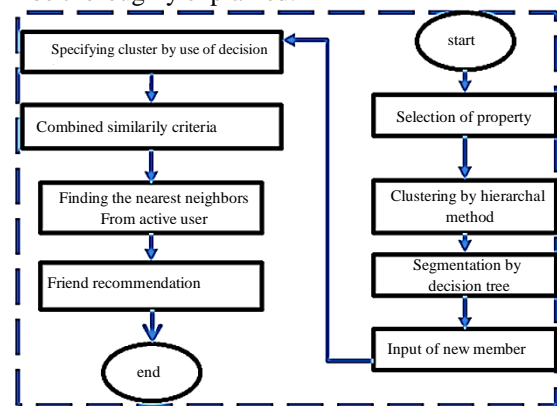 start
Selection of property
Clustering by hierarchal
method
Segmentation by
decision tree
Input of new member
Specifying cluster by use of decision
Combined similarily criteria
Finding the nearest neighbors
From active user
Friend recommendation
end